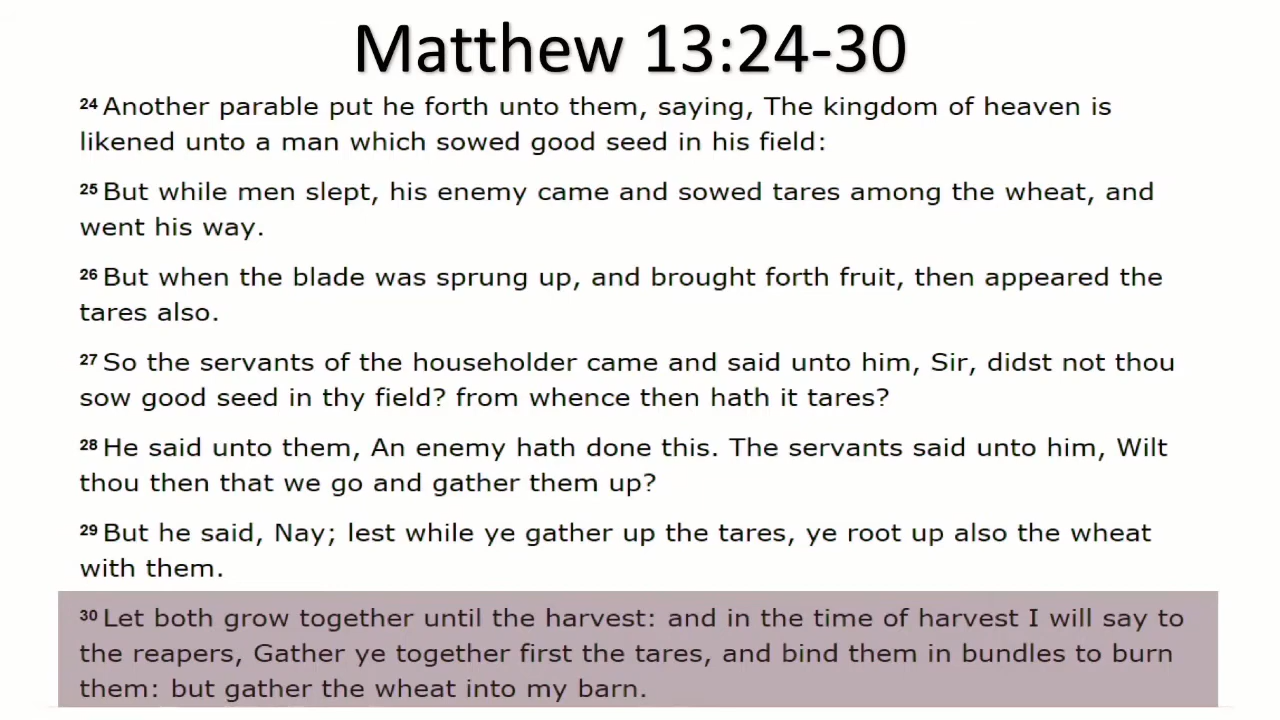 Matthew 13:24-30
24 Another parable put he forth unto them, saying, The kingdom of heaven is
likened unto a man which sowed good seed in his field:
25 But while men slept, his enemy came and sowed tares among the wheat, and
went his way.
26 But when the blade was sprung up, and brought forth fruit, then appeared the
tares also.
27 So the servants of the householder came and said unto him, Sir, didst not thou
sow good seed in thy field? from whence then hath it tares?
28 He said unto them, An enemy hath done this. The servants said unto him, Wilt
thou then that we go and gather them up?
29 But he said, Nay; lest while ye gather up the tares, ye root up also the wheat
with them.
30 Let both grow together until the harvest: and in the time of harvest I will say to
the reapers, Gather ye together first the tares, and bind them in bundles to burn
them: but gather the wheat into my barn.